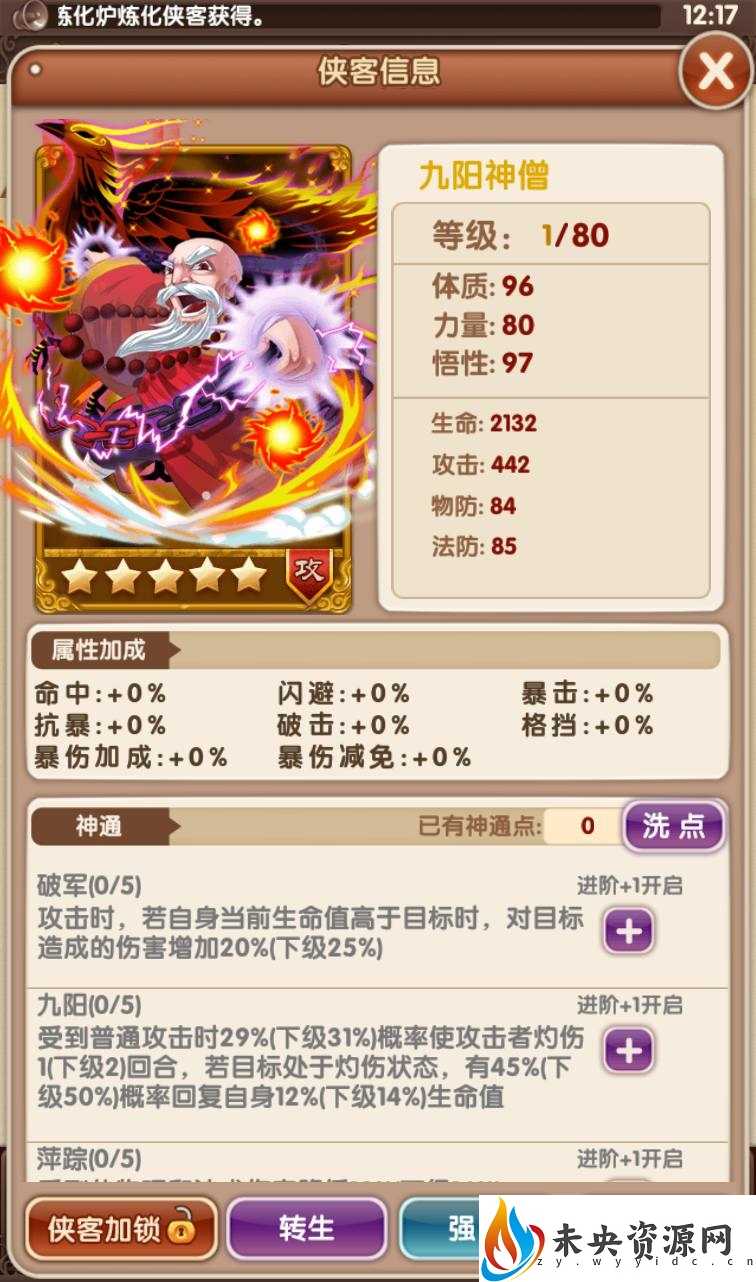 炼化炉炼化侠客获得。
12:17
侠客信息
九阳神僧
等级： 1/80
体质: 96
力量: 80
悟性: 97
生命: 2132
攻击: 442
物防: 84
法防: 85
攻
属性加成
命中:+0% 闪避:+0% 暴击:+0%
抗暴:+0% 破击:+0% 格挡:+0%
暴伤加成:+0% 暴伤减免:+0%
神通 已有神通点: 0 洗点
破军(0/5) 进阶+1开启
攻击时，若自身当前生命值高于目标时，对目标
造成的伤害增加20%(下级25%)
九阳(0/5) 进阶+1开启
受到普通攻击时29%(下级31%)概率使攻击者灼伤
1(下级2)回合，若目标处于灼伤状态，有45%(下
级50%)概率回复自身12%(下级14%)生命值
萍踪(0/5) 进阶+1开启
侠客加锁 转生 强
未央资源网
zy.wyyidc.cn